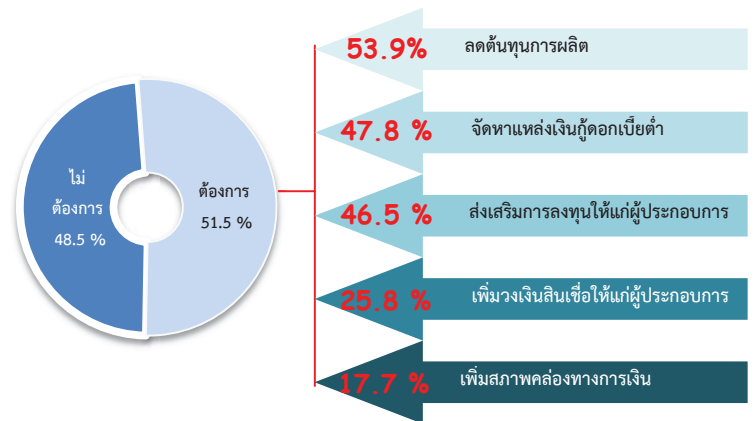 ไม่
ต้องการ
48.5 %
ต้องการ
51.5 %
53.9% ลดต้นทุนการผลิต
47.8 % จัดหาแหล่งเงินกู้ดอกเบี้ยต่ำ
46.5 % ส่งเสริมการลงทุนให้แก่ผู้ประกอบการ
25.8 % เพิ่มวงเงินสินเชื่อให้แก่ผู้ประกอบการ
17.7 % เพิ่มสภาพคล่องทางการเงิน